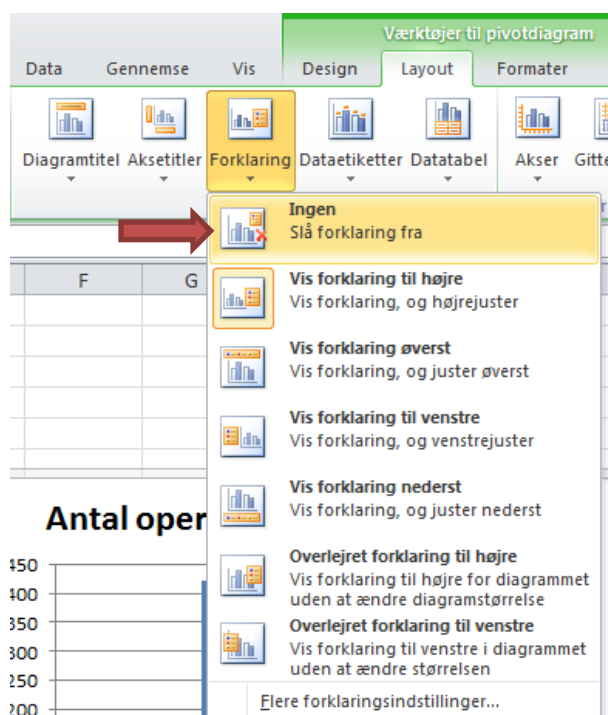 Værktøjer til pivotdiagram
Data Gennemse Vis Design Layout Formater
Diagramtitel Aksetitler Forklaring Dataetiketter Datatabel Akser Gitte
Ingen
Slå forklaring fra
F G
Vis forklaring til højre
Vis forklaring, og højrejuster
Vis forklaring øverst
Vis forklaring, og juster øverst
Vis forklaring til venstre
Vis forklaring, og venstrejuster
Vis forklaring nederst
Vis forklaring, og juster nederst
Antal oper
Overlejret forklaring til højre
Vis forklaring til højre for diagrammet
uden at ændre diagramstørrelse
Overlejret forklaring til venstre
Vis forklaring til venstre i diagrammet
uden at ændre størrelsen
Flere forklaringsindstillinger...
450
400
350
300
250
200